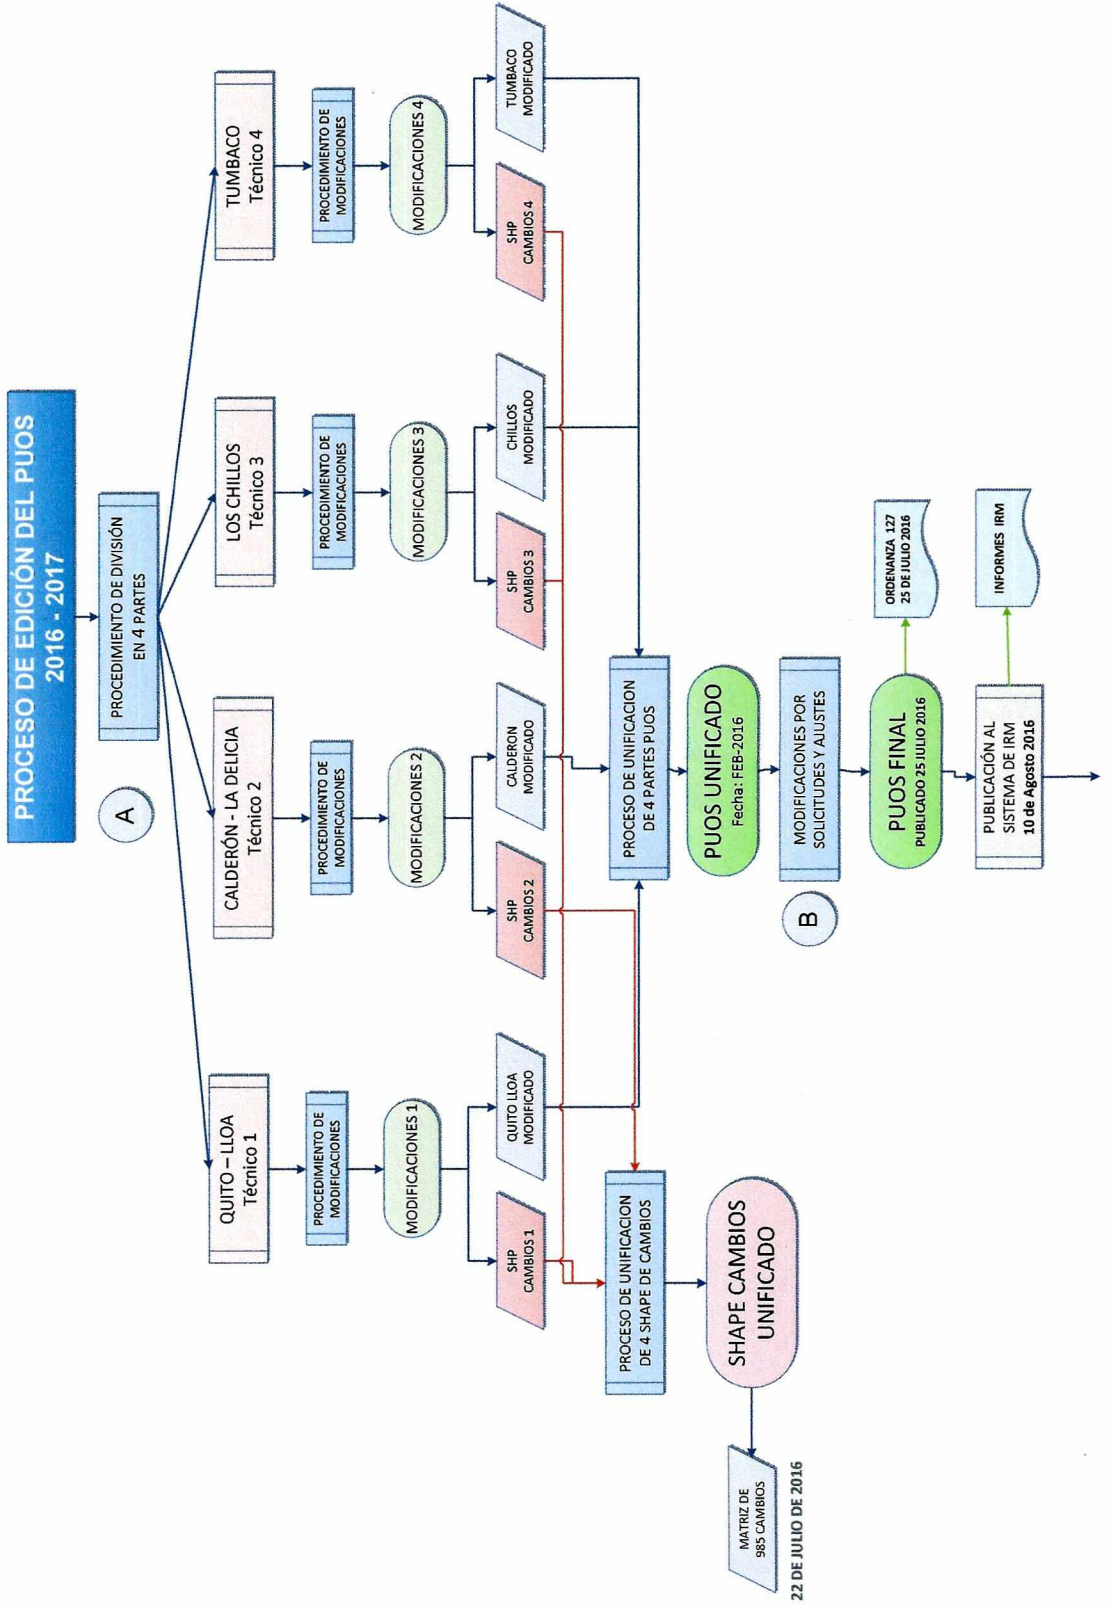 PROCESO DE EDICIÓN DEL PUOS
2016 - 2017
A
PROCEDIMIENTO DE DIVISIÓN
EN 4 PARTES
QUITO – LLOA
Técnico 1
CALDERÓN - LA DELICIA
Técnico 2
LOS CHILLOS
Técnico 3
TUMBACO
Técnico 4
PROCEDIMIENTO DE
MODIFICACIONES
PROCEDIMIENTO DE
MODIFICACIONES
PROCEDIMIENTO DE
MODIFICACIONES
PROCEDIMIENTO DE
MODIFICACIONES
MODIFICACIONES 1
MODIFICACIONES 2
MODIFICACIONES 3
MODIFICACIONES 4
SHP
CAMBIOS 1
QUITO LLOA
MODIFICADO
SHP
CAMBIOS 2
CALDERON
MODIFICADO
SHP
CAMBIOS 3
CHILLOS
MODIFICADO
SHP
CAMBIOS 4
TUMBACO
MODIFICADO
PROCESO DE UNIFICACION
DE 4 SHAPE DE CAMBIOS
PROCESO DE UNIFICACION
DE 4 PARTES PUOS
SHAPE CAMBIOS
UNIFICADO
PUOS UNIFICADO
Fecha: FEB-2016
MATRIZ DE
985 CAMBIOS
22 DE JULIO DE 2016
B
MODIFICACIONES POR
SOLICITUDES Y AJUSTES
PUOS FINAL
PUBLICADO 25 JULIO 2016
ORDENANZA 127
25 DE JULIO 2016
PUBLICACIÓN AL
SISTEMA DE IRM
10 de Agosto 2016
INFORMES IRM